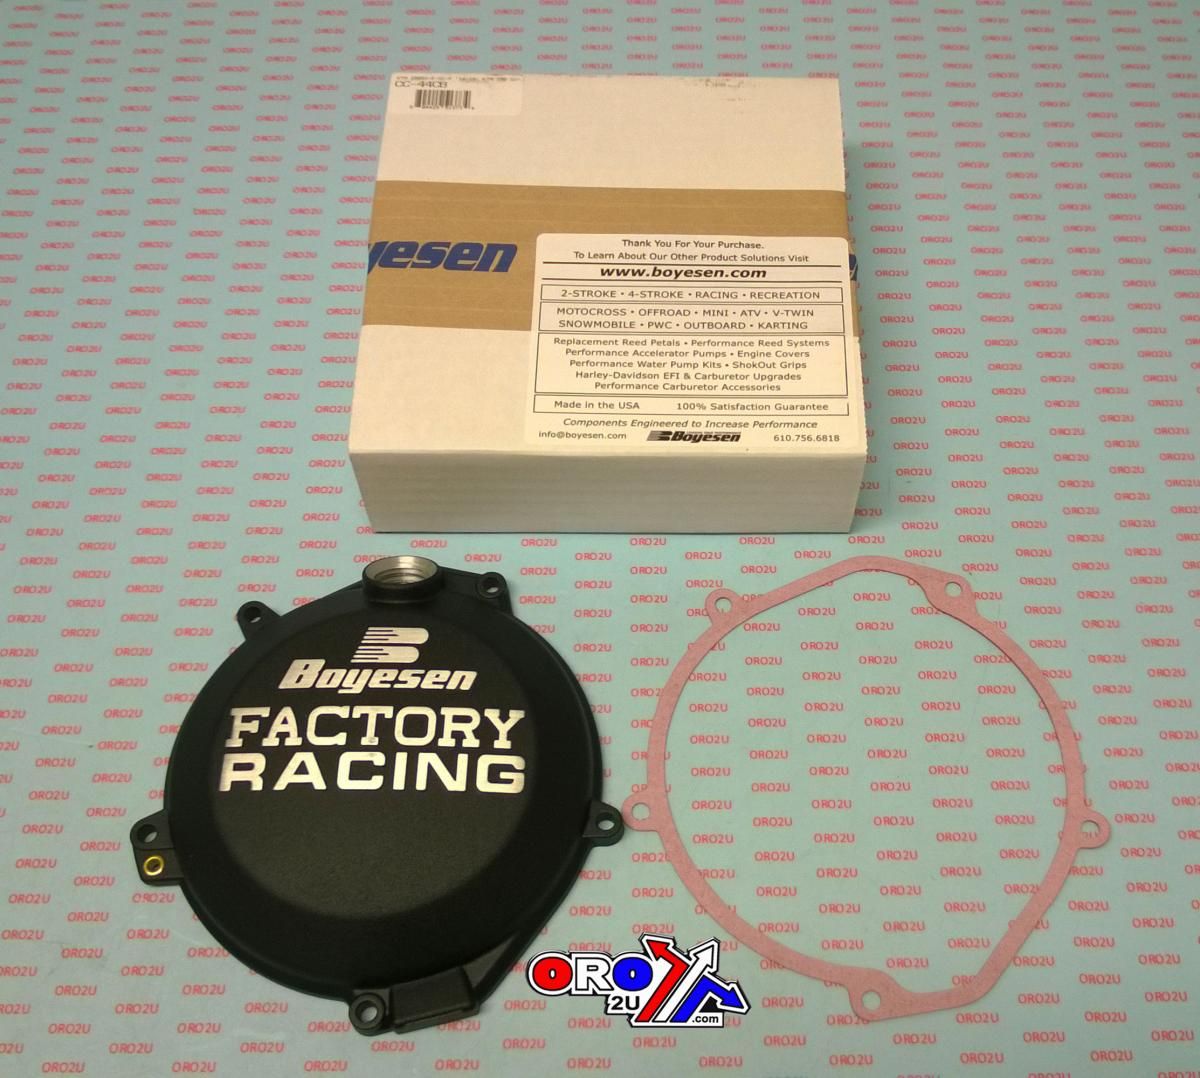 CC-44CB
Boyesen
Thank You For Your Purchase.
To Learn About Our Other Product Solutions Visit
www.boyesen.com
2-STROKE • 4-STROKE • RACING • RECREATION
MOTOCROSS • OFFROAD • MINI • ATV • V-TWIN
SNOWMOBILE • PWC • OUTBOARD • KARTING
Replacement Reed Petals • Performance Reed Systems
Performance Accelerator Pumps • Engine Covers
Performance Water Pump Kits • ShokOut Grips
Harley-Davidson EFI & Carburetor Upgrades
Performance Carburetor Accessories
Made in the USA 100% Satisfaction Guarantee
Components Engineered to Increase Performance
info@boyesen.com Boyesen 610.756.6818
Boyesen
FACTORY
RACING
ORO
2U
.com
ORO2U